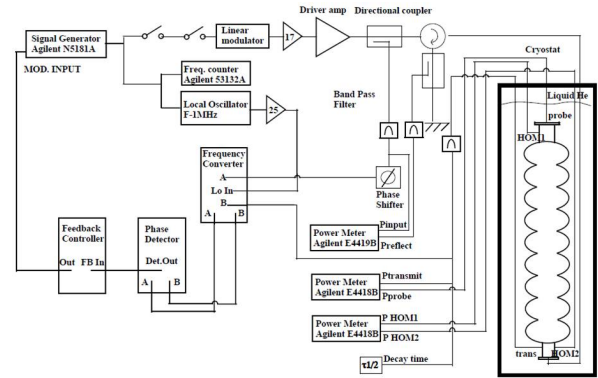 Driver amp
Directional coupler
Signal Generator
Agilent N5181A
Linear
modulator
17
MOD. INPUT
Cryostat
Freq. counter
Agilent 53132A
Band Pass
Filter
Liquid He
Local Oscillator
F-1MHz
25
probe
HOM1
Frequency
Converter
A
Lo In
B
A
B
Phase
Shifter
Feedback
Controller
Out
FB In
Phase
Detector
Det.Out
A
B
Power Meter
Agilent E4419B
Pinput
Preflect
Power Meter
Agilent E4418B
Ptransmit
Pprobe
Power Meter
Agilent E4418B
P HOM1
P HOM2
trans
HOM2
τ1/2
Decay time